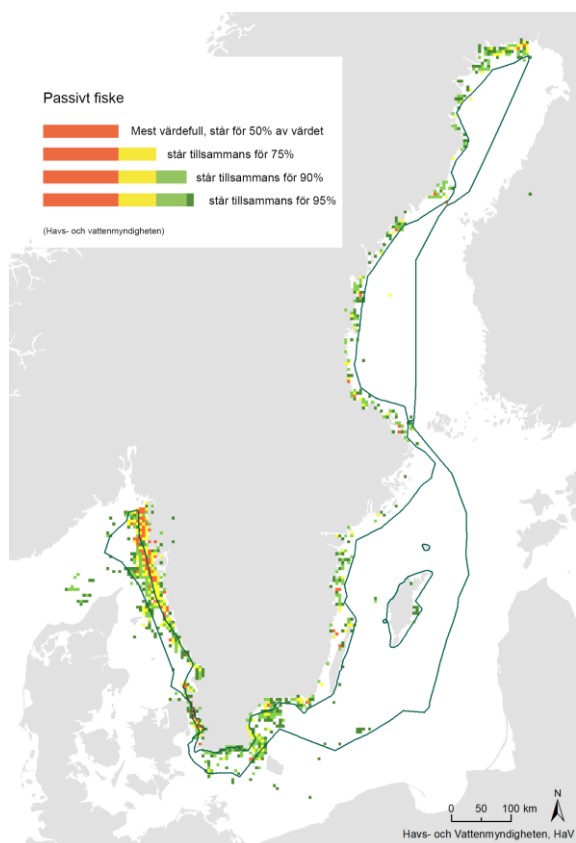 Passivt fiske
Mest värdefull, står för 50% av värdet
står tillsammans för 75%
står tillsammans för 90%
står tillsammans för 95%
(Havs- och vattenmyndigheten)
N
0 50 100 km
Havs- och Vattenmyndigheten, HaV